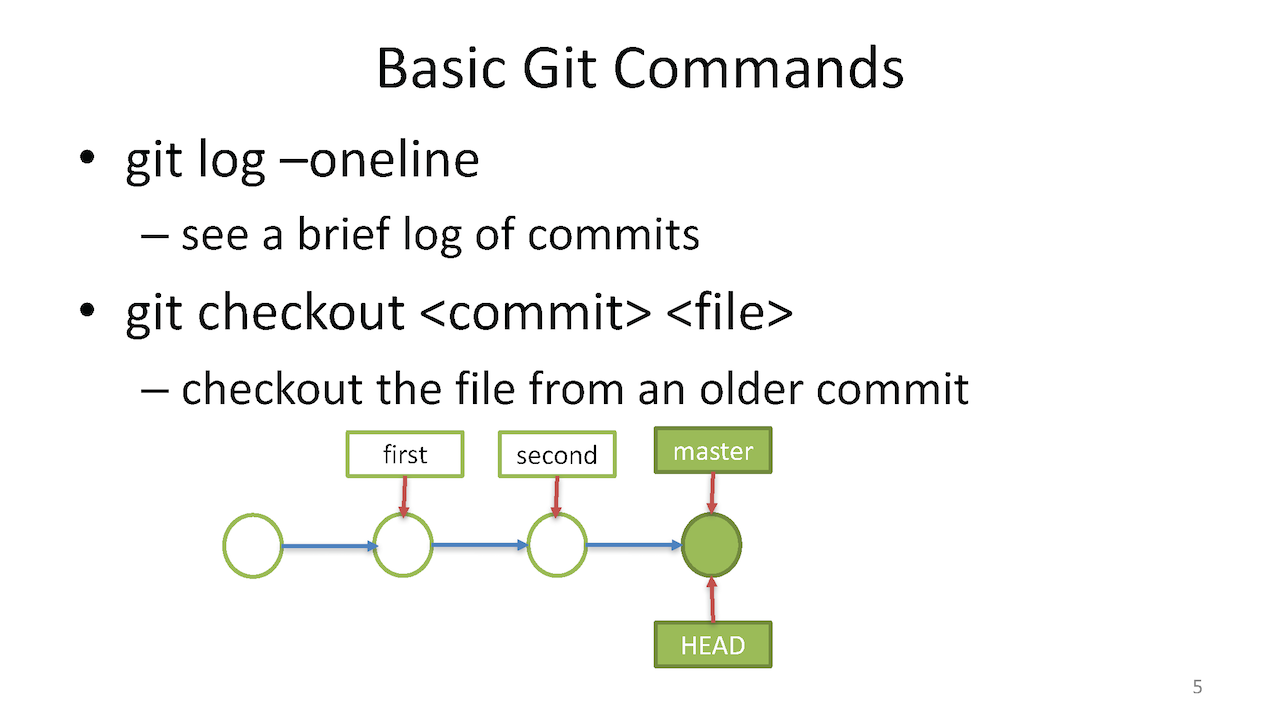 Basic Git Commands
• git log –oneline
– see a brief log of commits
• git checkout <commit> <file>
– checkout the file from an older commit
first
second
master
HEAD
5